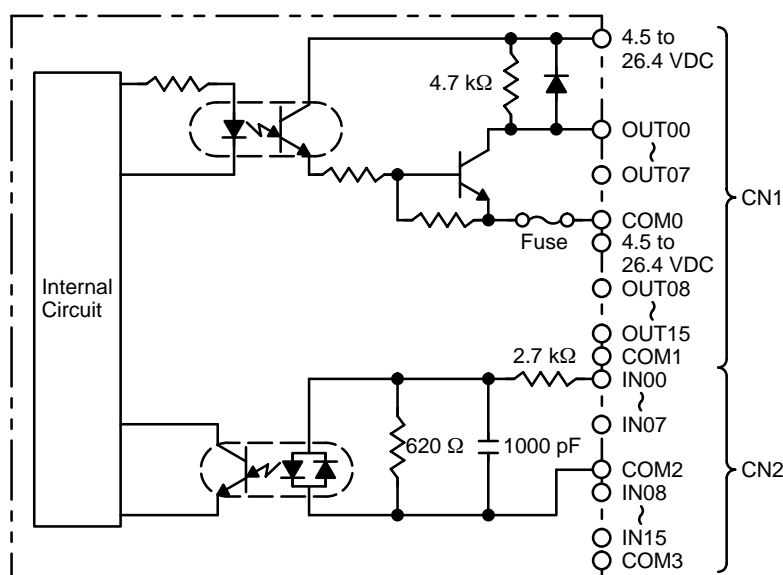 4.5 to
26.4 VDC
4.7 kΩ
OUT00
~
OUT07
CN1
COM0
Fuse
4.5 to
26.4 VDC
Internal
Circuit
OUT08
~
OUT15
2.7 kΩ
COM1
IN00
~
IN07
620 Ω
1000 pF
COM2
CN2
IN08
~
IN15
COM3